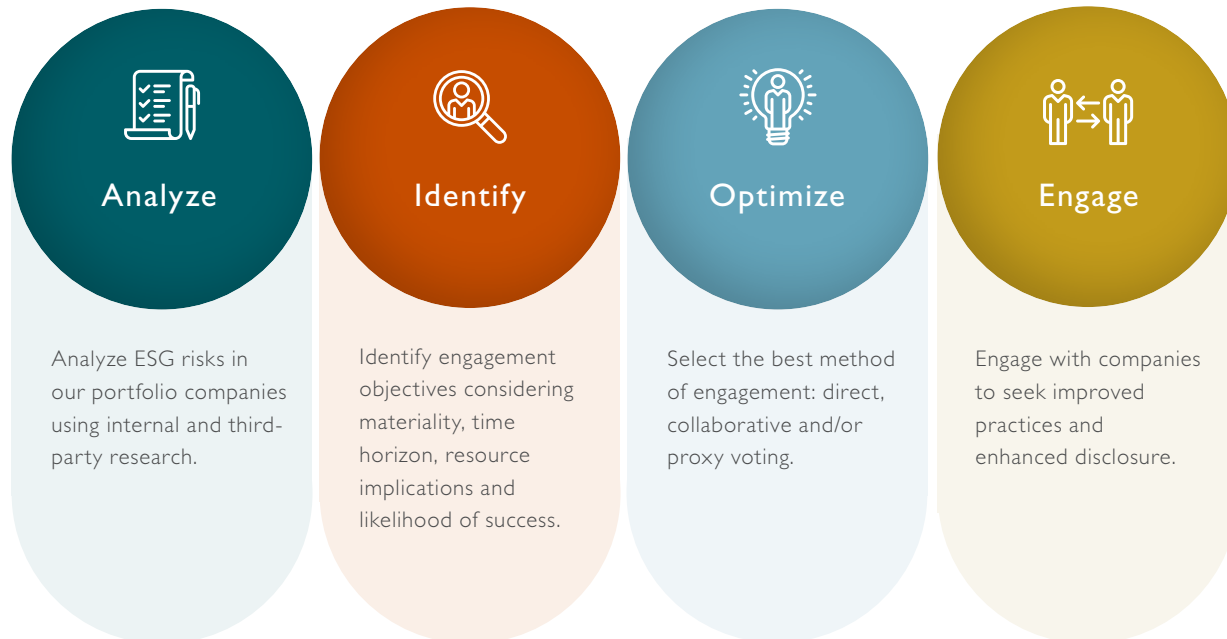 Analyze
Analyze ESG risks in
our portfolio companies
using internal and third-
party research.
Identify
Identify engagement
objectives considering
materiality, time
horizon, resource
implications and
likelihood of success.
Optimize
Select the best method
of engagement: direct,
collaborative and/or
proxy voting.
Engage
Engage with companies
to seek improved
practices and
enhanced disclosure.